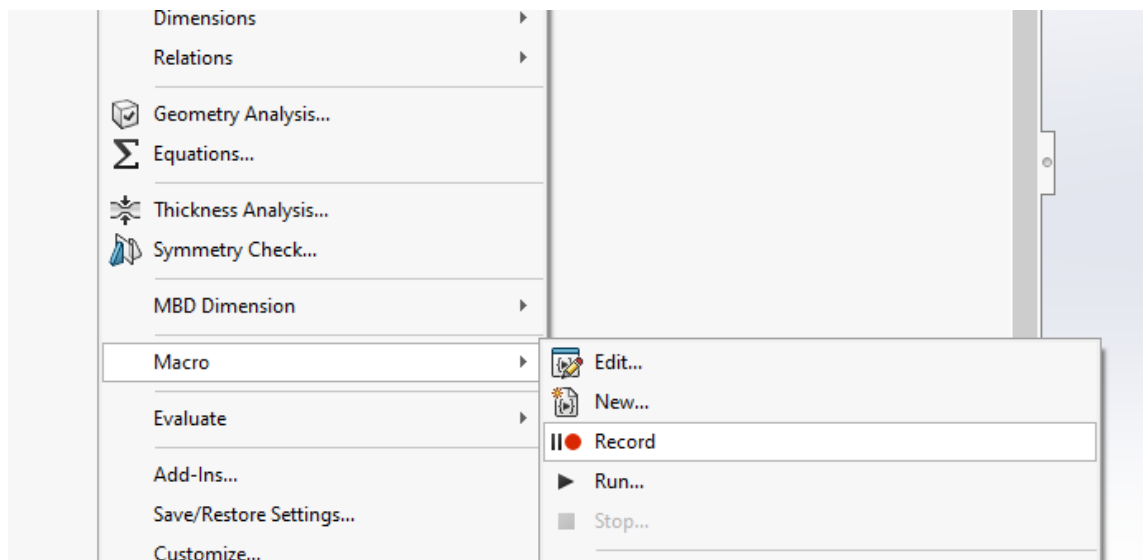 Dimensions
Relations
Geometry Analysis...
Equations...
Thickness Analysis...
Symmetry Check...
MBD Dimension
Macro
Edit...
New...
Evaluate
Record
Add-Ins...
Run...
Save/Restore Settings...
Stop...
Customize...